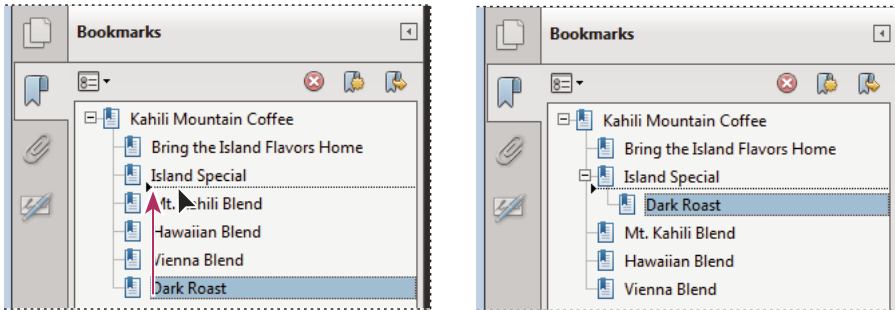 Bookmarks
Kahili Mountain Coffee
Bring the Island Flavors Home
Island Special
Mt. Kahili Blend
Hawaiian Blend
Vienna Blend
Dark Roast
Bookmarks
Kahili Mountain Coffee
Bring the Island Flavors Home
Island Special
Dark Roast
Mt. Kahili Blend
Hawaiian Blend
Vienna Blend